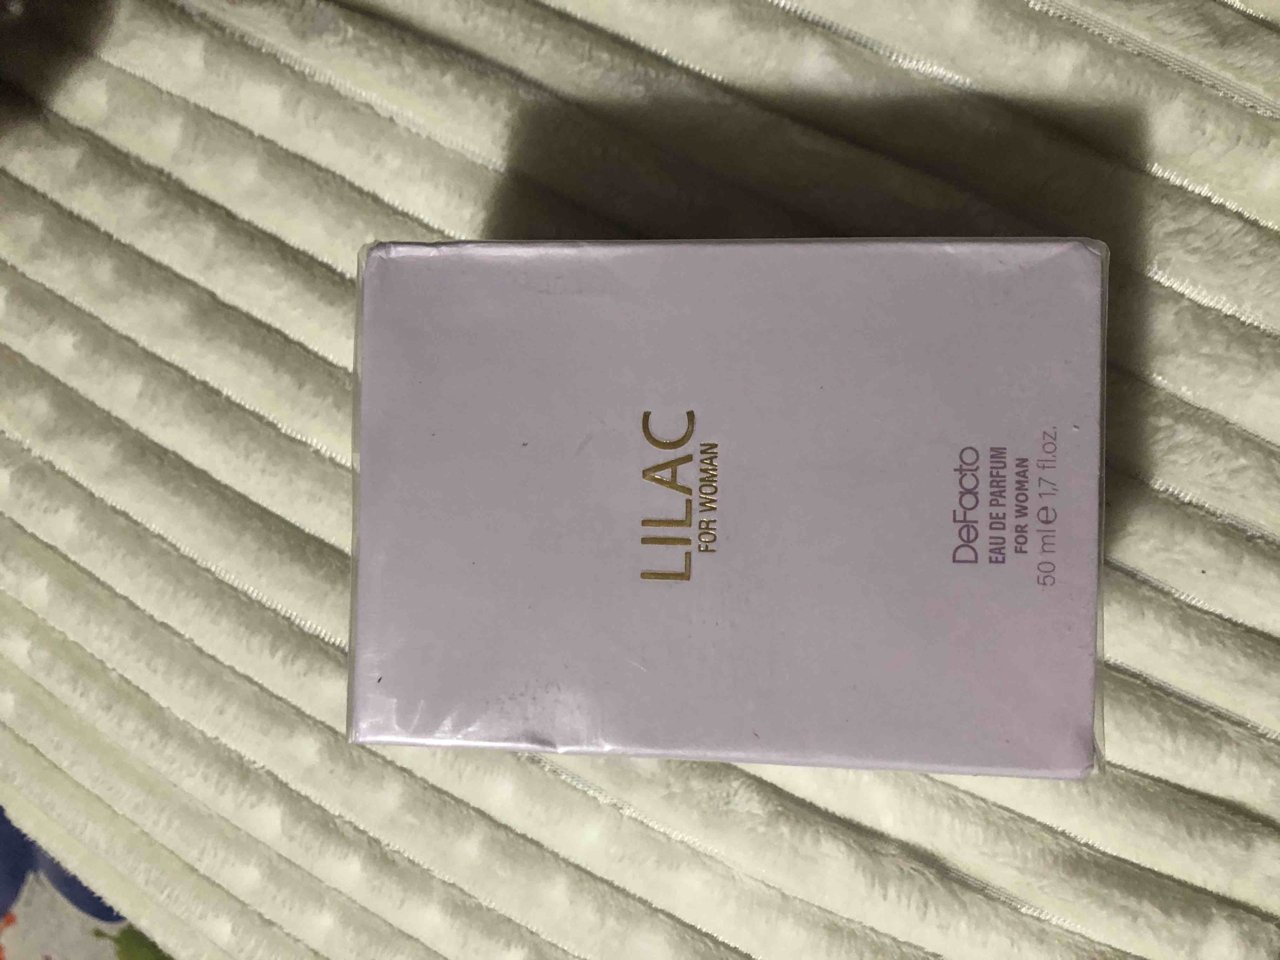 LILAC
FOR WOMAN
DeFacto
EAU DE PARFUM
FOR WOMAN
50 ml e 1,7 fl.oz.